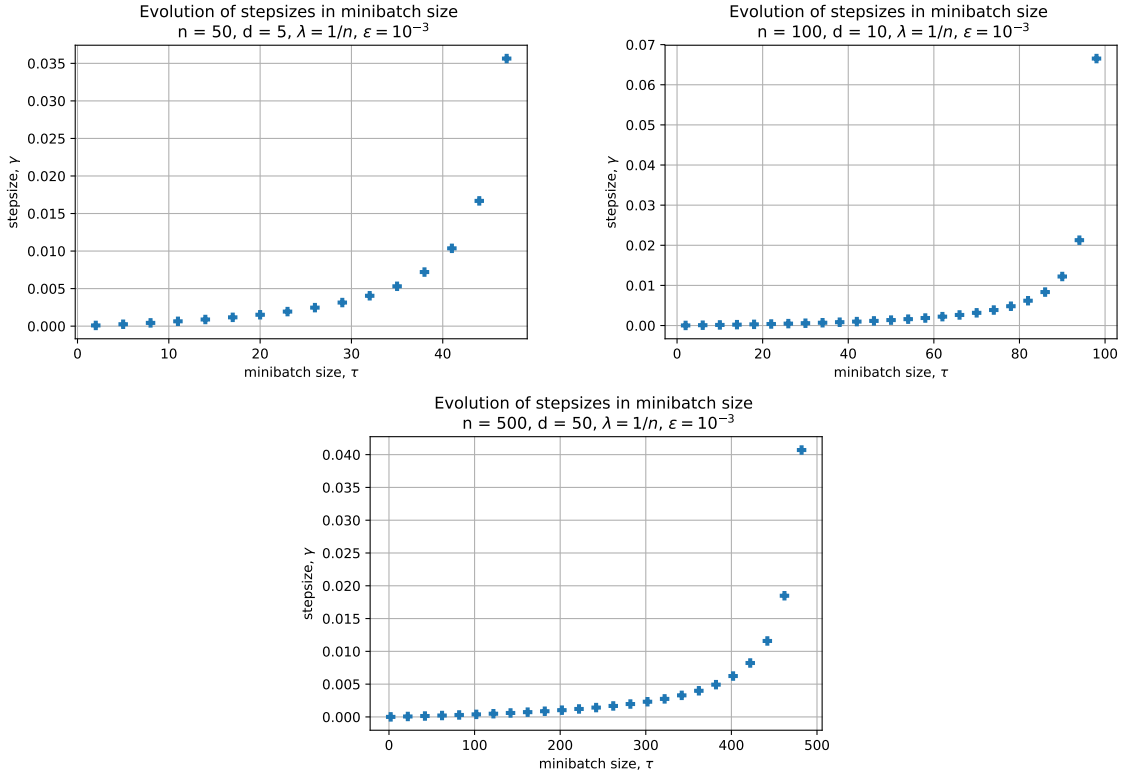 Evolution of stepsizes in minibatch size
n = 50, d = 5, λ = 1/n, ε = 10⁻³
0.035
0.030
0.025
0.020
0.015
0.010
0.005
0.000
stepsize, γ
0 10 20 30 40
minibatch size, τ
Evolution of stepsizes in minibatch size
n = 100, d = 10, λ = 1/n, ε = 10⁻³
0.07
0.06
0.05
0.04
0.03
0.02
0.01
0.00
stepsize, γ
0 20 40 60 80 100
minibatch size, τ
Evolution of stepsizes in minibatch size
n = 500, d = 50, λ = 1/n, ε = 10⁻³
0.040
0.035
0.030
0.025
0.020
0.015
0.010
0.005
0.000
stepsize, γ
0 100 200 300 400 500
minibatch size, τ